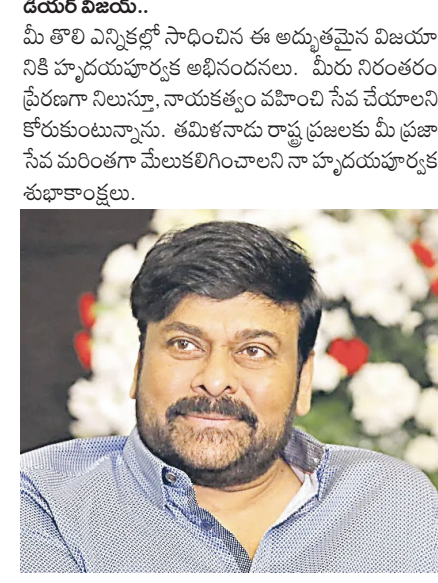 డియర్ విజయ్..
మీ తొలి ఎన్నికల్లో సాధించిన ఈ అద్భుతమైన విజయా
నికి హృదయపూర్వక అభినందనలు. మీరు నిరంతరం
ప్రేరణగా నిలుస్తూ, నాయకత్వం వహించి సేవ చేయాలని
కోరుకుంటున్నాను. తమిళనాడు రాష్ట్ర ప్రజలకు మీ ప్రజా
సేవ మరింతగా మేలుకలిగించాలని నా హృదయపూర్వక
శుభాకాంక్షలు.